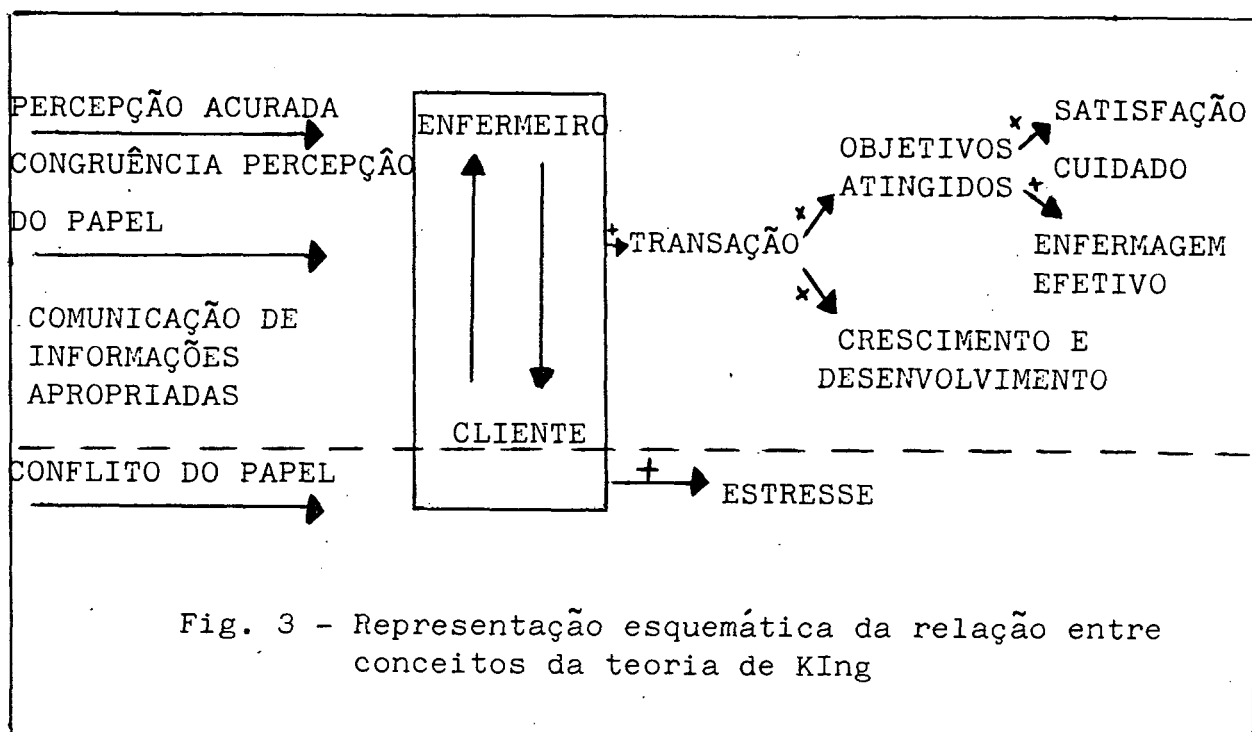 PERCEPÇÃO ACURADA
CONGRUÊNCIA PERCEPÇÂO
DO PAPEL
COMUNICAÇÃO DE
INFORMAÇÕES
APROPRIADAS
CONFLITO DO PAPEL
ENFERMEIRO
CLIENTE
+
TRANSAÇÃO
x
OBJETIVOS
ATINGIDOS
x
SATISFAÇÃO
CUIDADO
+
ENFERMAGEM
EFETIVO
x
CRESCIMENTO E
DESENVOLVIMENTO
+
ESTRESSE
Fig. 3 - Representação esquemática da relação entre
conceitos da teoria de KIng